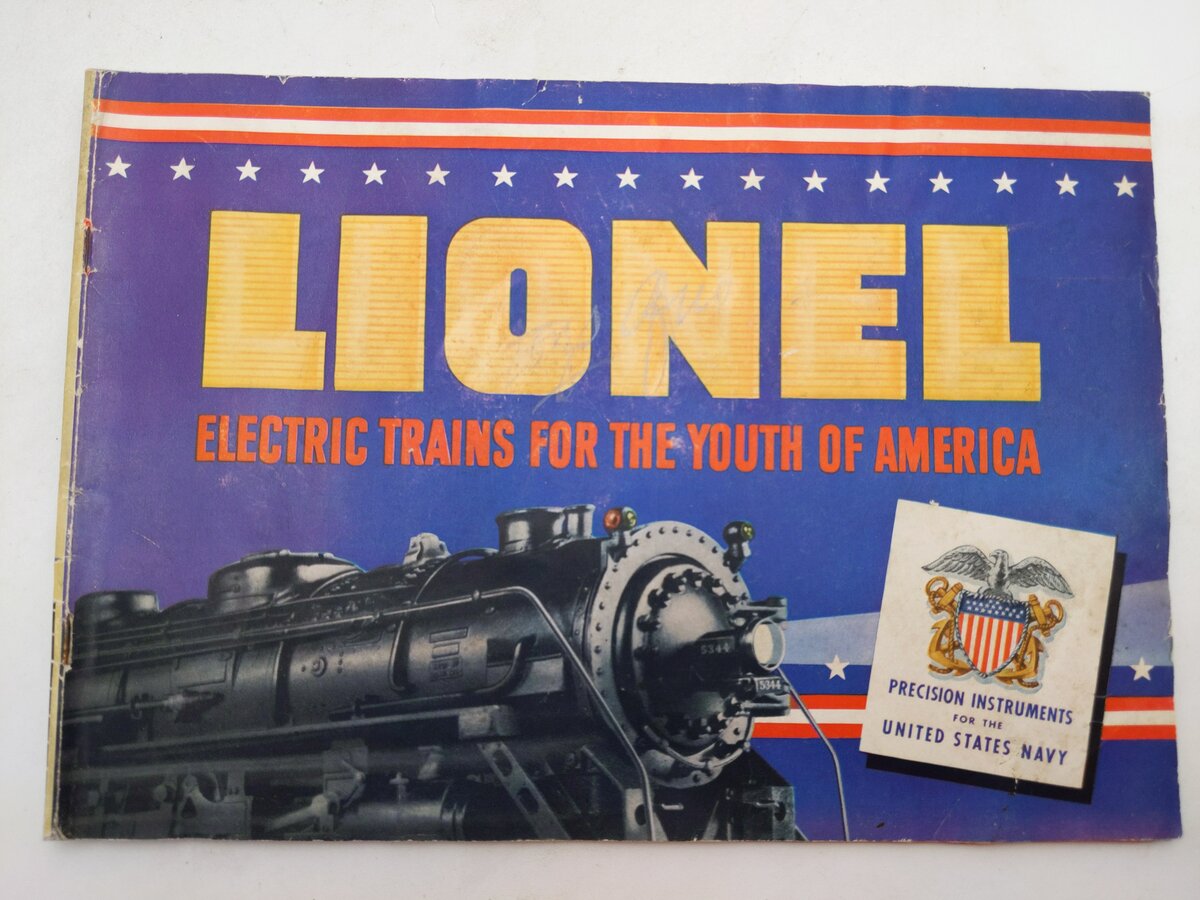 LIONEL
ELECTRIC TRAINS FOR THE YOUTH OF AMERICA
5344
5344
PRECISION INSTRUMENTS
FOR THE
UNITED STATES NAVY